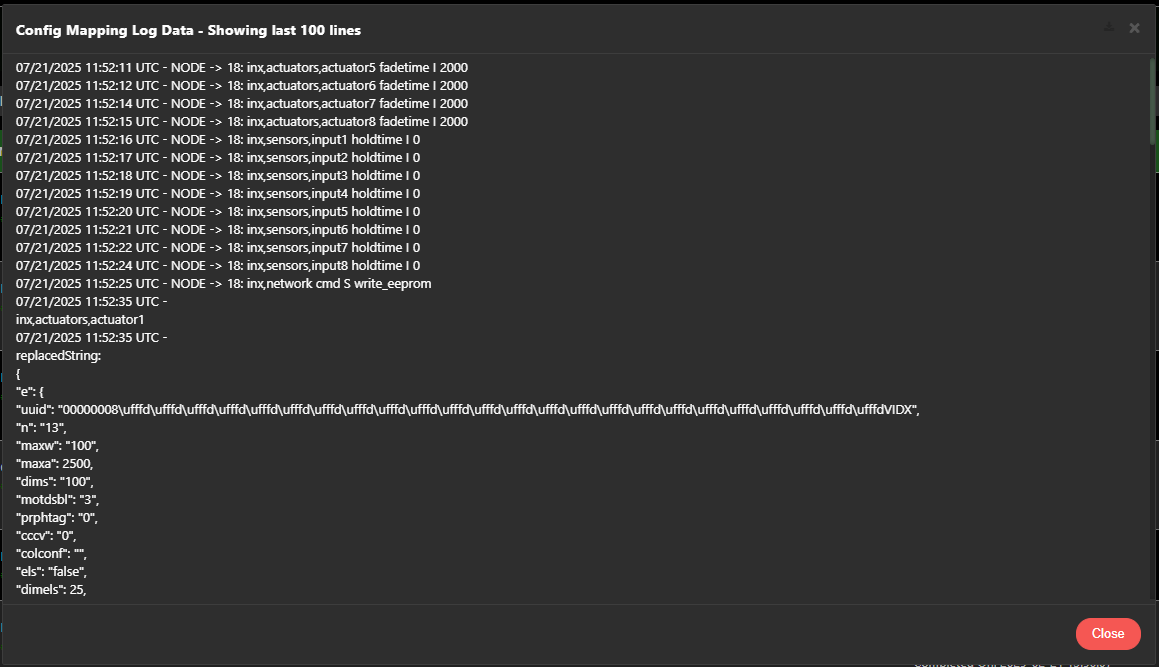 Config Mapping Log Data - Showing last 100 lines
07/21/2025 11:52:11 UTC - NODE -> 18: inx,actuators,actuator5 fadetime I 2000
07/21/2025 11:52:12 UTC - NODE -> 18: inx,actuators,actuator6 fadetime I 2000
07/21/2025 11:52:14 UTC - NODE -> 18: inx,actuators,actuator7 fadetime I 2000
07/21/2025 11:52:15 UTC - NODE -> 18: inx,actuators,actuator8 fadetime I 2000
07/21/2025 11:52:16 UTC - NODE -> 18: inx,sensors,input1 holdtime I 0
07/21/2025 11:52:17 UTC - NODE -> 18: inx,sensors,input2 holdtime I 0
07/21/2025 11:52:18 UTC - NODE -> 18: inx,sensors,input3 holdtime I 0
07/21/2025 11:52:19 UTC - NODE -> 18: inx,sensors,input4 holdtime I 0
07/21/2025 11:52:20 UTC - NODE -> 18: inx,sensors,input5 holdtime I 0
07/21/2025 11:52:21 UTC - NODE -> 18: inx,sensors,input6 holdtime I 0
07/21/2025 11:52:22 UTC - NODE -> 18: inx,sensors,input7 holdtime I 0
07/21/2025 11:52:24 UTC - NODE -> 18: inx,sensors,input8 holdtime I 0
07/21/2025 11:52:25 UTC - NODE -> 18: inx,network cmd S write_eeprom
07/21/2025 11:52:35 UTC -
inx,actuators,actuator1
07/21/2025 11:52:35 UTC -
replacedString:
{
"e": {
"uuid": "00000008\ufffd\ufffd\ufffd\ufffd\ufffd\ufffd\ufffd\ufffd\ufffd\ufffd\ufffd\ufffd\ufffd\ufffd\ufffd\ufffd\ufffd\ufffd\ufffd\ufffd\ufffd\ufffd\ufffd\ufffdVIDX",
"n": "13",
"maxw": "100",
"maxa": 2500,
"dims": "100",
"motdsbl": "3",
"prphtag": "0",
"cccv": "0",
"colconf": "",
"els": "false",
"dimels": 25,
Close